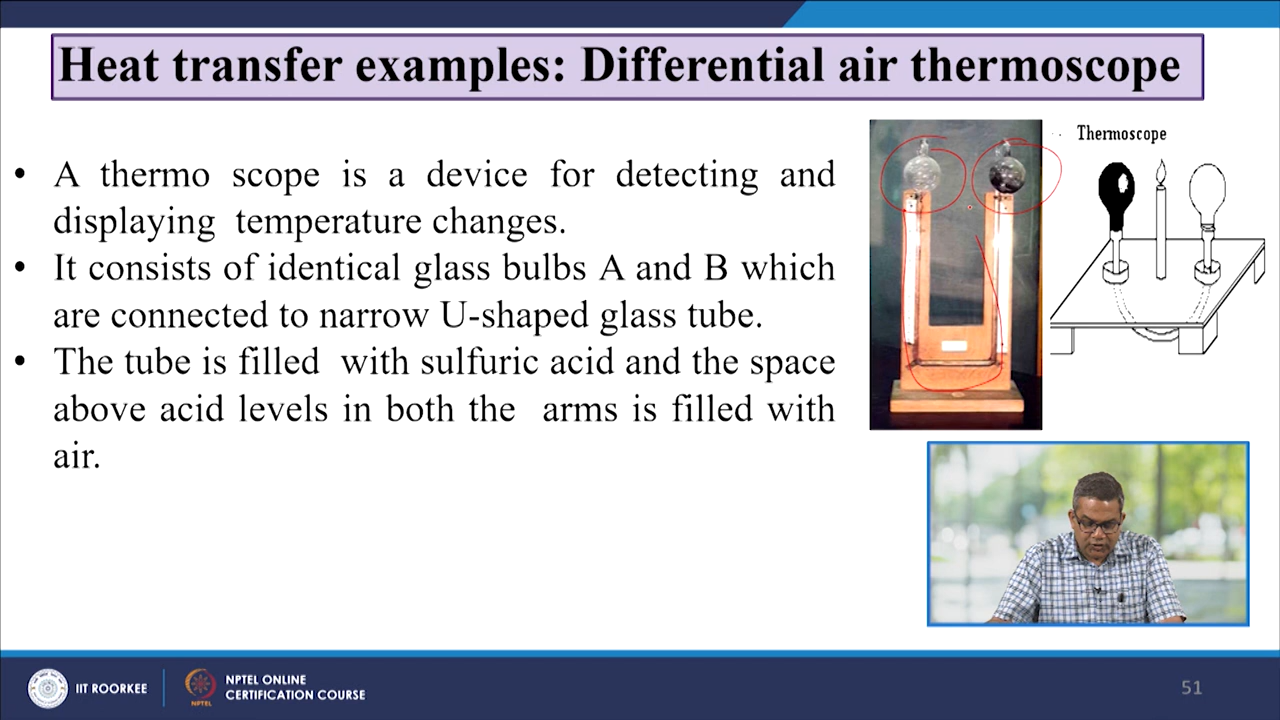 Heat transfer examples: Differential air thermoscope
• A thermo scope is a device for detecting and
displaying temperature changes.
• It consists of identical glass bulbs A and B which
are connected to narrow U-shaped glass tube.
• The tube is filled with sulfuric acid and the space
above acid levels in both the arms is filled with
air.
Thermoscope
IIT ROORKEE
NPTEL
NPTEL ONLINE
CERTIFICATION COURSE
51